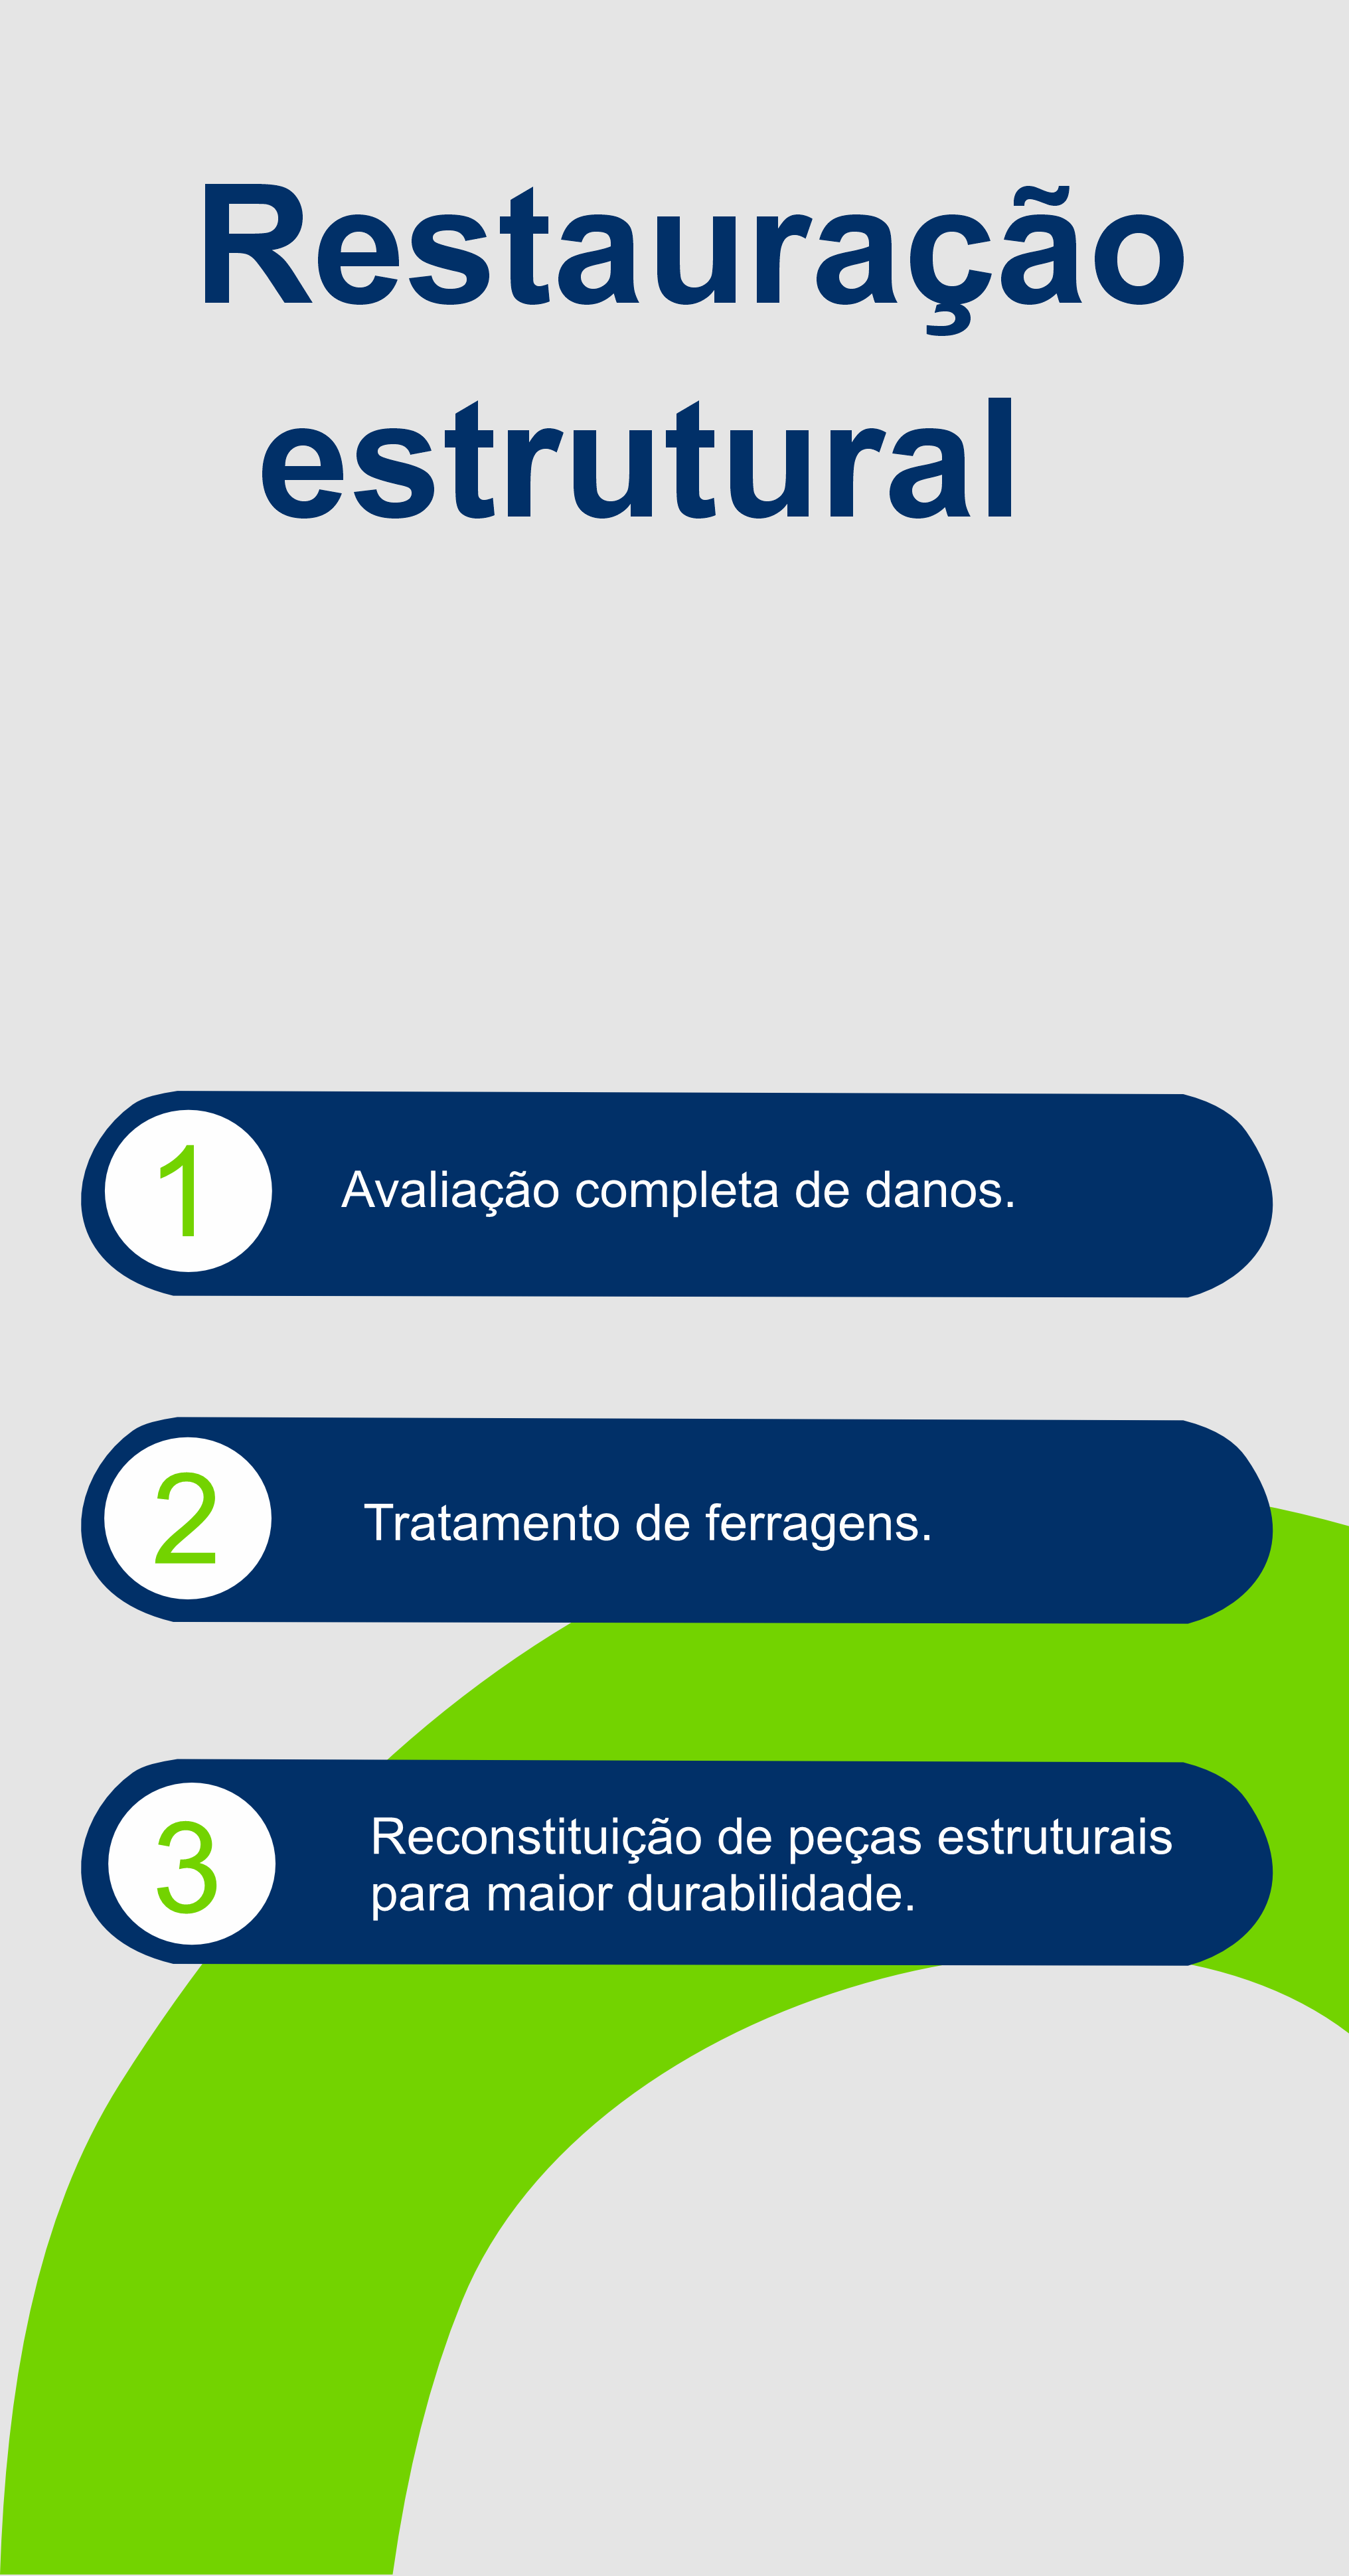 Restauração
estrutural
1
Avaliação completa de danos.
2
Tratamento de ferragens.
3
Reconstituição de peças estruturais
para maior durabilidade.